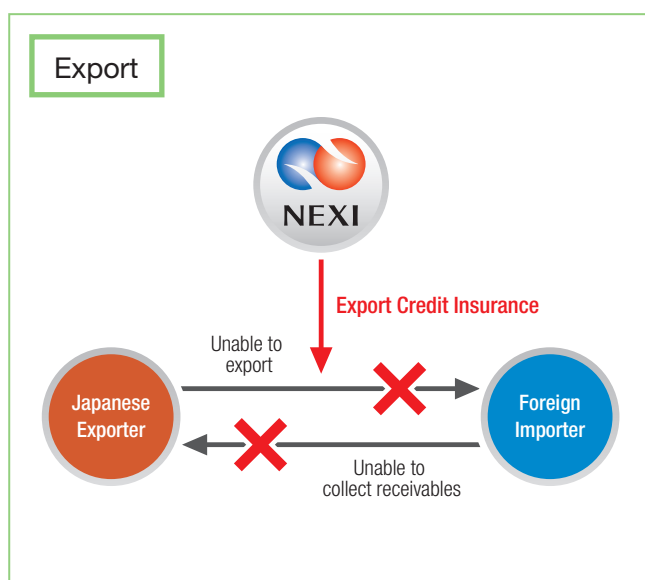 Export
NEXI
Export Credit Insurance
Unable to
export
Japanese
Exporter
Foreign
Importer
Unable to
collect receivables